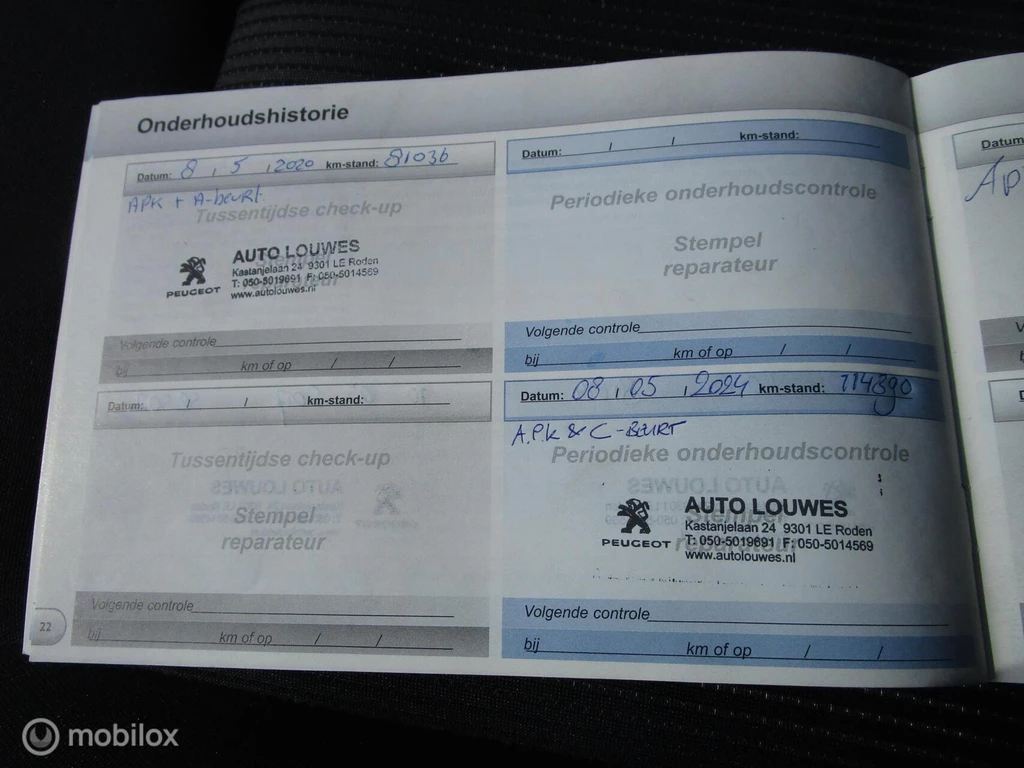 Onderhoudshistorie
Datum: 8 / 5 / 2020 km-stand: 81036
APK + A-beurt
Tussentijdse check-up
AUTO LOUWES
Kastanjelaan 24 9301 LE Roden
T: 050-5019691 F: 050-5014569
www.autolouwes.nl
PEUGEOT
Volgende controle
bij km of op / /
Datum: / / km-stand:
Tussentijdse check-up
Stempel
reparateur
Volgende controle
bij km of op / /
22
Datum: / / km-stand:
Periodieke onderhoudscontrole
Stempel
reparateur
Volgende controle
bij km of op / /
Datum: 08 / 05 / 2024 km-stand: 114390
A.P.K & C-BEURT
Periodieke onderhoudscontrole
AUTO LOUWES
Kastanjelaan 24 9301 LE Roden
T: 050-5019691 F: 050-5014569
www.autolouwes.nl
PEUGEOT
Stempel
reparateur
Volgende controle
bij km of op / /
Datum
Ap
mobilox